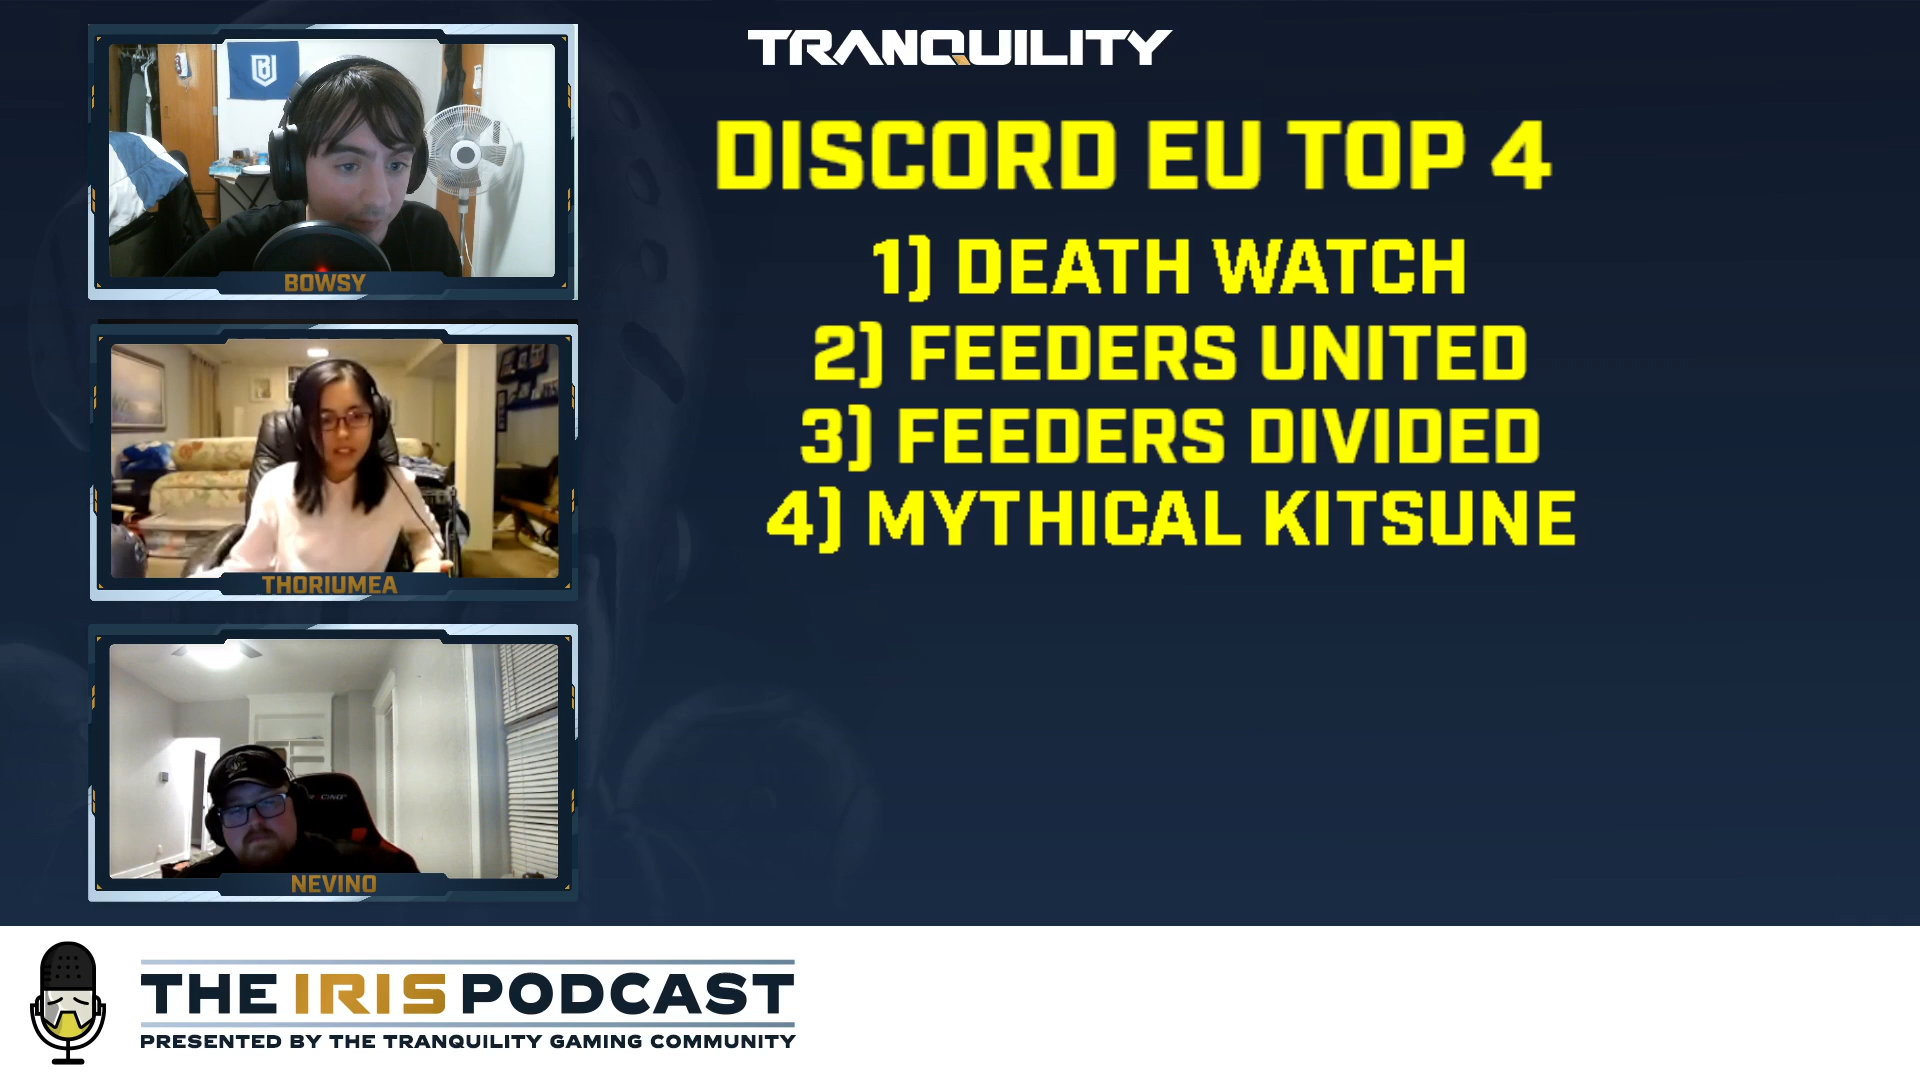 TRANQUILITY
DISCORD EU TOP 4
1) DEATH WATCH
2) FEEDERS UNITED
3) FEEDERS DIVIDED
4) MYTHICAL KITSUNE
BOWSY
THORIUMEA
NEVINO
THE IRIS PODCAST
PRESENTED BY THE TRANQUILITY GAMING COMMUNITY